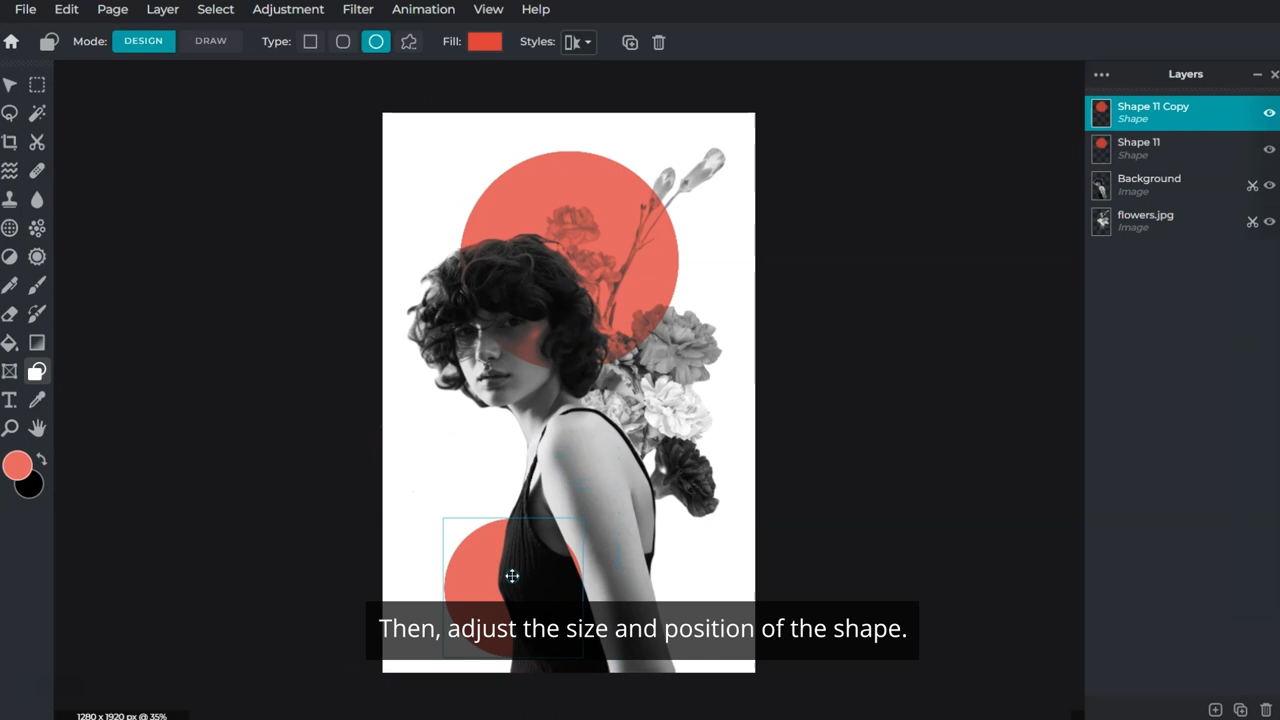 File Edit Page Layer Select Adjustment Filter Animation View Help
Mode: DESIGN DRAW Type: Fill: Styles:
Layers
Shape 11 Copy
Shape
Shape 11
Shape
Background
Image
flowers.jpg
Image
Then, adjust the size and position of the shape.
1280 x 1920 px @ 35%